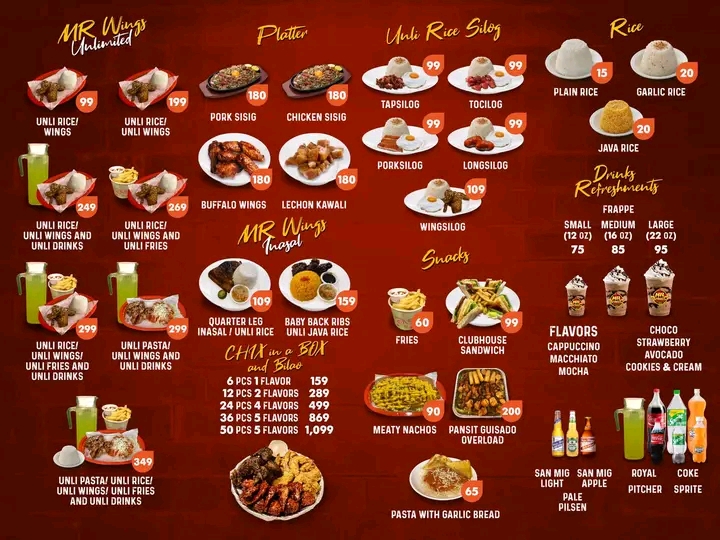 MR Wings
Unlimited
99
UNLI RICE/
WINGS
199
UNLI RICE/
UNLI WINGS
249
UNLI RICE/
UNLI WINGS AND
UNLI DRINKS
269
UNLI RICE/
UNLI WINGS AND
UNLI FRIES
299
UNLI RICE/
UNLI WINGS/
UNLI FRIES AND
UNLI DRINKS
299
UNLI PASTA/
UNLI WINGS AND
UNLI DRINKS
349
UNLI PASTA/ UNLI RICE/
UNLI WINGS/ UNLI FRIES
AND UNLI DRINKS
Platter
180
PORK SISIG
180
CHICKEN SISIG
180
BUFFALO WINGS
180
LECHON KAWALI
MR Wings
Inasal
109
QUARTER LEG
INASAL / UNLI RICE
159
BABY BACK RIBS
UNLI JAVA RICE
CH1X in a BOX
and Bilao
6 PCS 1 FLAVOR 159
12 PCS 2 FLAVORS 289
24 PCS 4 FLAVORS 499
36 PCS 5 FLAVORS 869
50 PCS 5 FLAVORS 1,099
Unli Rice Silog
99
TAPSILOG
99
TOCILOG
99
PORKSILOG
99
LONGSILOG
109
WINGSILOG
Snacks
60
FRIES
99
CLUBHOUSE
SANDWICH
90
MEATY NACHOS
200
PANSIT GUISADO
OVERLOAD
65
PASTA WITH GARLIC BREAD
Rice
15
PLAIN RICE
20
GARLIC RICE
20
JAVA RICE
Drinks
Refreshments
FRAPPE
SMALL MEDIUM LARGE
(12 OZ) (16 OZ) (22 OZ)
75 85 95
FLAVORS
CAPPUCCINO
MACCHIATO
MOCHA
CHOCO
STRAWBERRY
AVOCADO
COOKIES & CREAM
SAN MIG
LIGHT
SAN MIG
APPLE
PALE
PILSEN
ROYAL
PITCHER
COKE
SPRITE